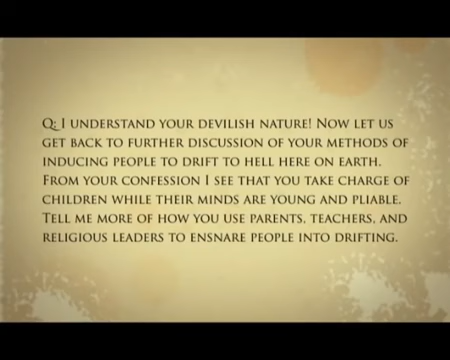 Q: I understand your devilish nature! Now let us
get back to further discussion of your methods of
inducing people to drift to hell here on earth.
From your confession I see that you take charge of
children while their minds are young and pliable.
Tell me more of how you use parents, teachers, and
religious leaders to ensnare people into drifting.